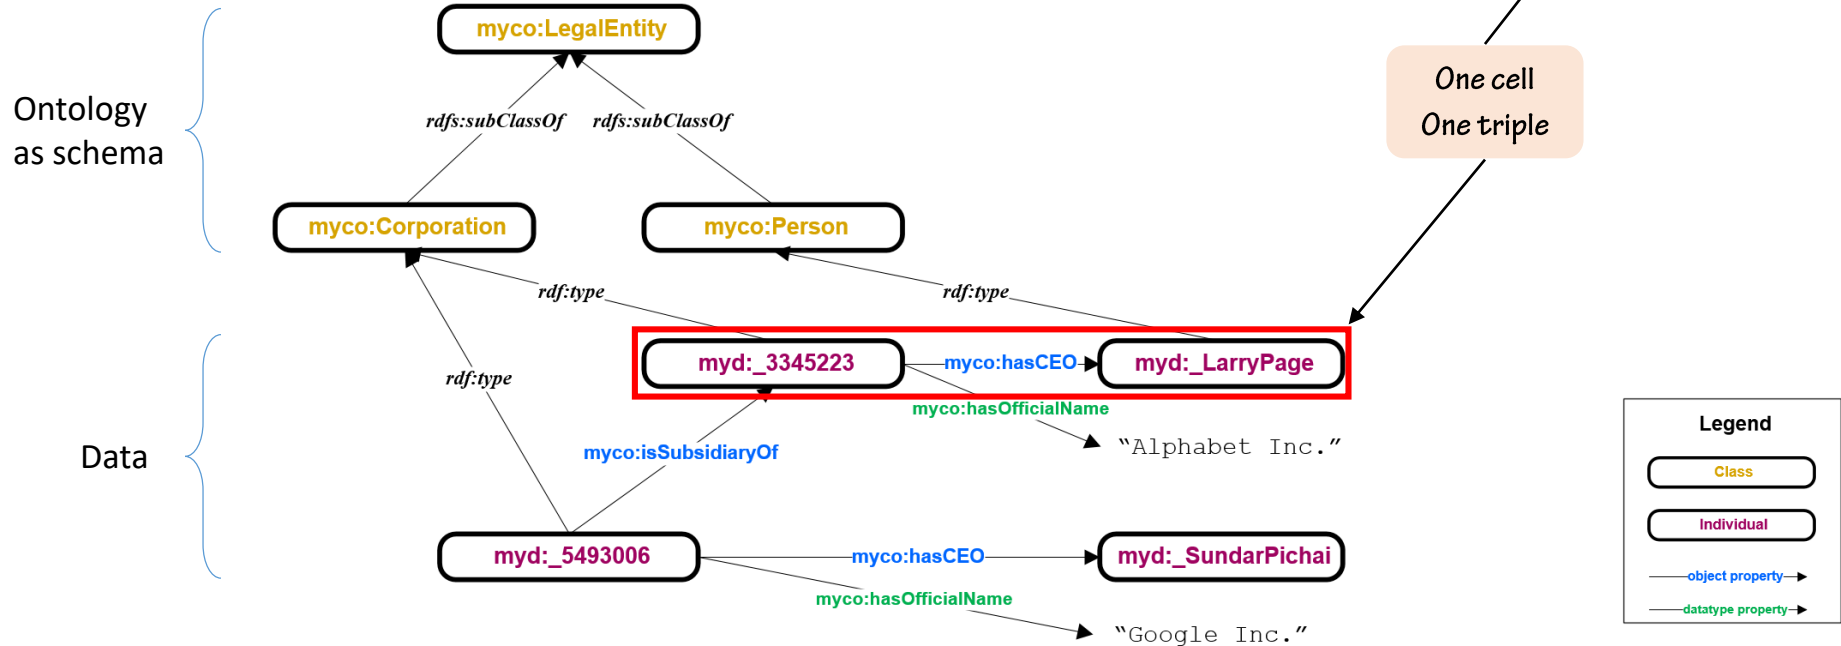 myco:LegalEntity
One cell
One triple
Ontology
as schema
rdfs:subClassOf
rdfs:subClassOf
myco:Corporation
myco:Person
rdf:type
rdf:type
myd:_3345223
myco:hasCEO
myd:_LarryPage
rdf:type
myco:hasOfficialName
“Alphabet Inc.”
Data
myco:isSubsidiaryOf
myd:_5493006
myco:hasCEO
myd:_SundarPichai
myco:hasOfficialName
“Google Inc.”
Legend
Class
Individual
object property
datatype property